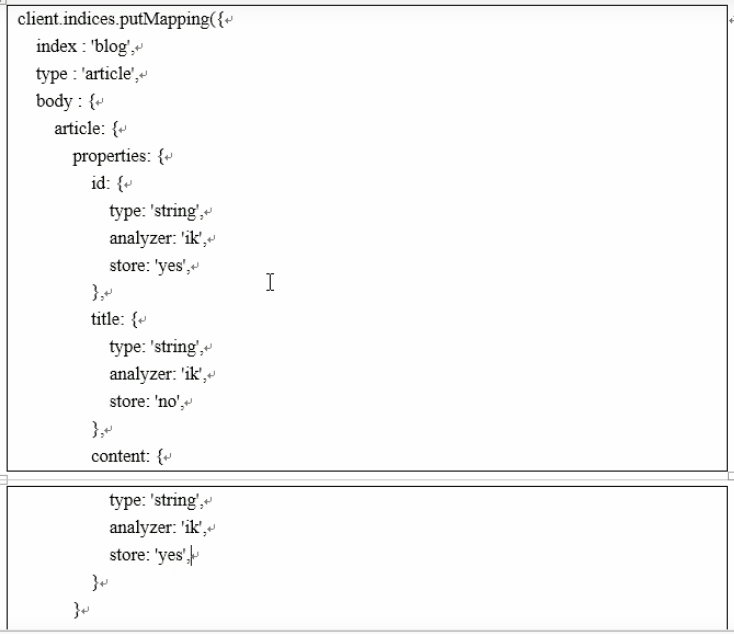 client.indices.putMapping({
index : 'blog',
type : 'article',
body : {
article: {
properties: {
id: {
type: 'string',
analyzer: 'ik',
store: 'yes',
},
title: {
type: 'string',
analyzer: 'ik',
store: 'no',
},
content: {
type: 'string',
analyzer: 'ik',
store: 'yes',
}
}